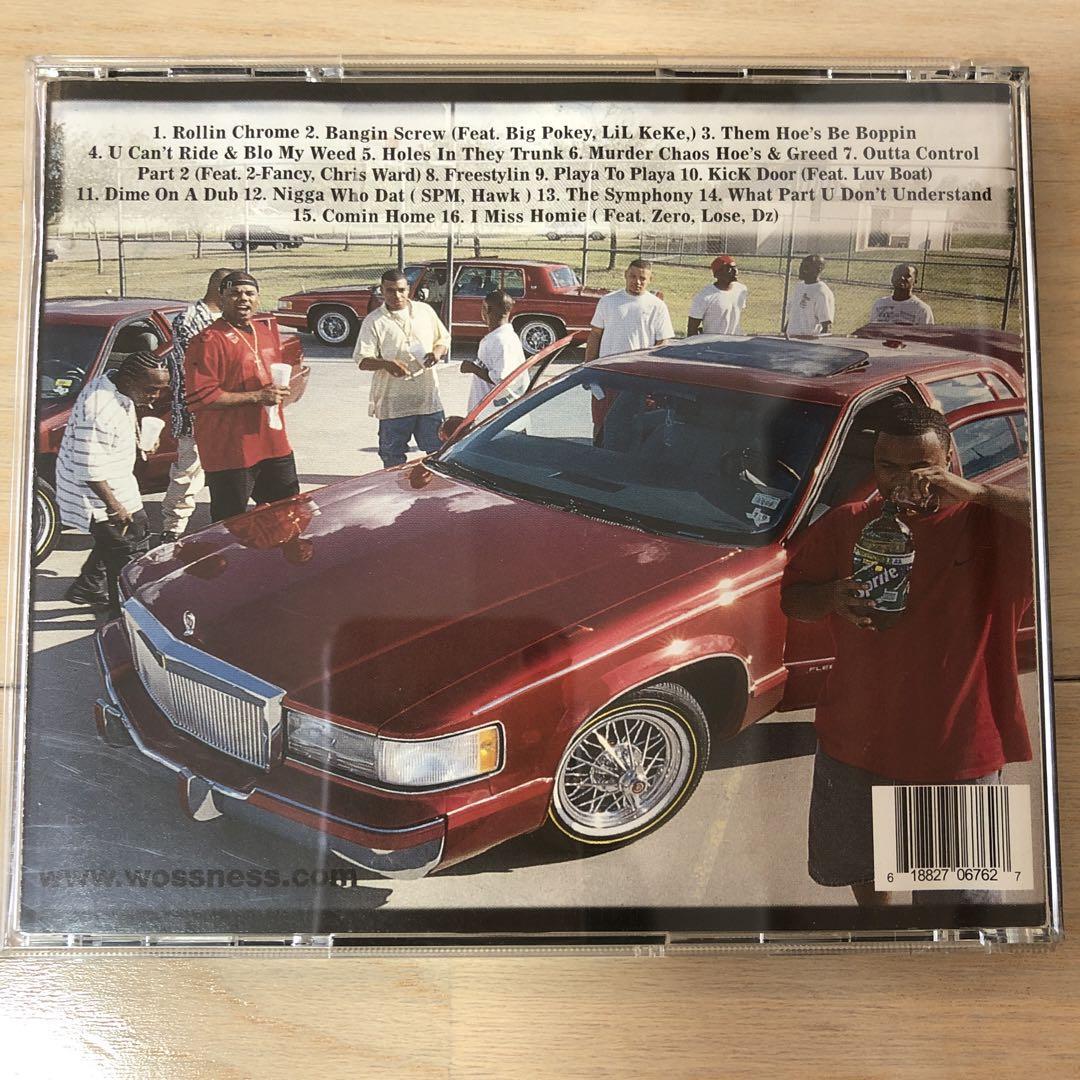 1. Rollin Chrome 2. Bangin Screw (Feat. Big Pokey, LiL KeKe,) 3. Them Hoe's Be Boppin
4. U Can't Ride & Blo My Weed 5. Holes In They Trunk 6. Murder Chaos Hoe's & Greed 7. Outta Control
Part 2 (Feat. 2-Fancy, Chris Ward) 8. Freestylin 9. Playa To Playa 10. KicK Door (Feat. Luv Boat)
11. Dime On A Dub 12. Nigga Who Dat ( SPM, Hawk ) 13. The Symphony 14. What Part U Don't Understand
15. Comin Home 16. I Miss Homie ( Feat. Zero, Lose, Dz)
Sprite
www.wossness.com
6 18827 06762 7